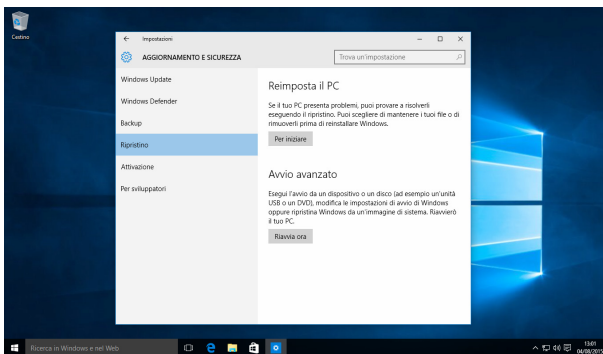 Cestino
Impostazioni
AGGIORNAMENTO E SICUREZZA
Trova un'impostazione
Windows Update
Windows Defender
Backup
Ripristino
Attivazione
Per sviluppatori
Reimposta il PC
Se il tuo PC presenta problemi, puoi provare a risolverli
eseguendo il ripristino. Puoi scegliere di mantenere i tuoi file o di
rimuoverli prima di reinstallare Windows.
Per iniziare
Avvio avanzato
Esegui l'avvio da un dispositivo o un disco (ad esempio un'unità
USB o un DVD), modifica le impostazioni di avvio di Windows
oppure ripristina Windows da un'immagine di sistema. Riavvierò
il tuo PC.
Riavvia ora
Ricerca in Windows e nel Web
13:01
04/08/2015